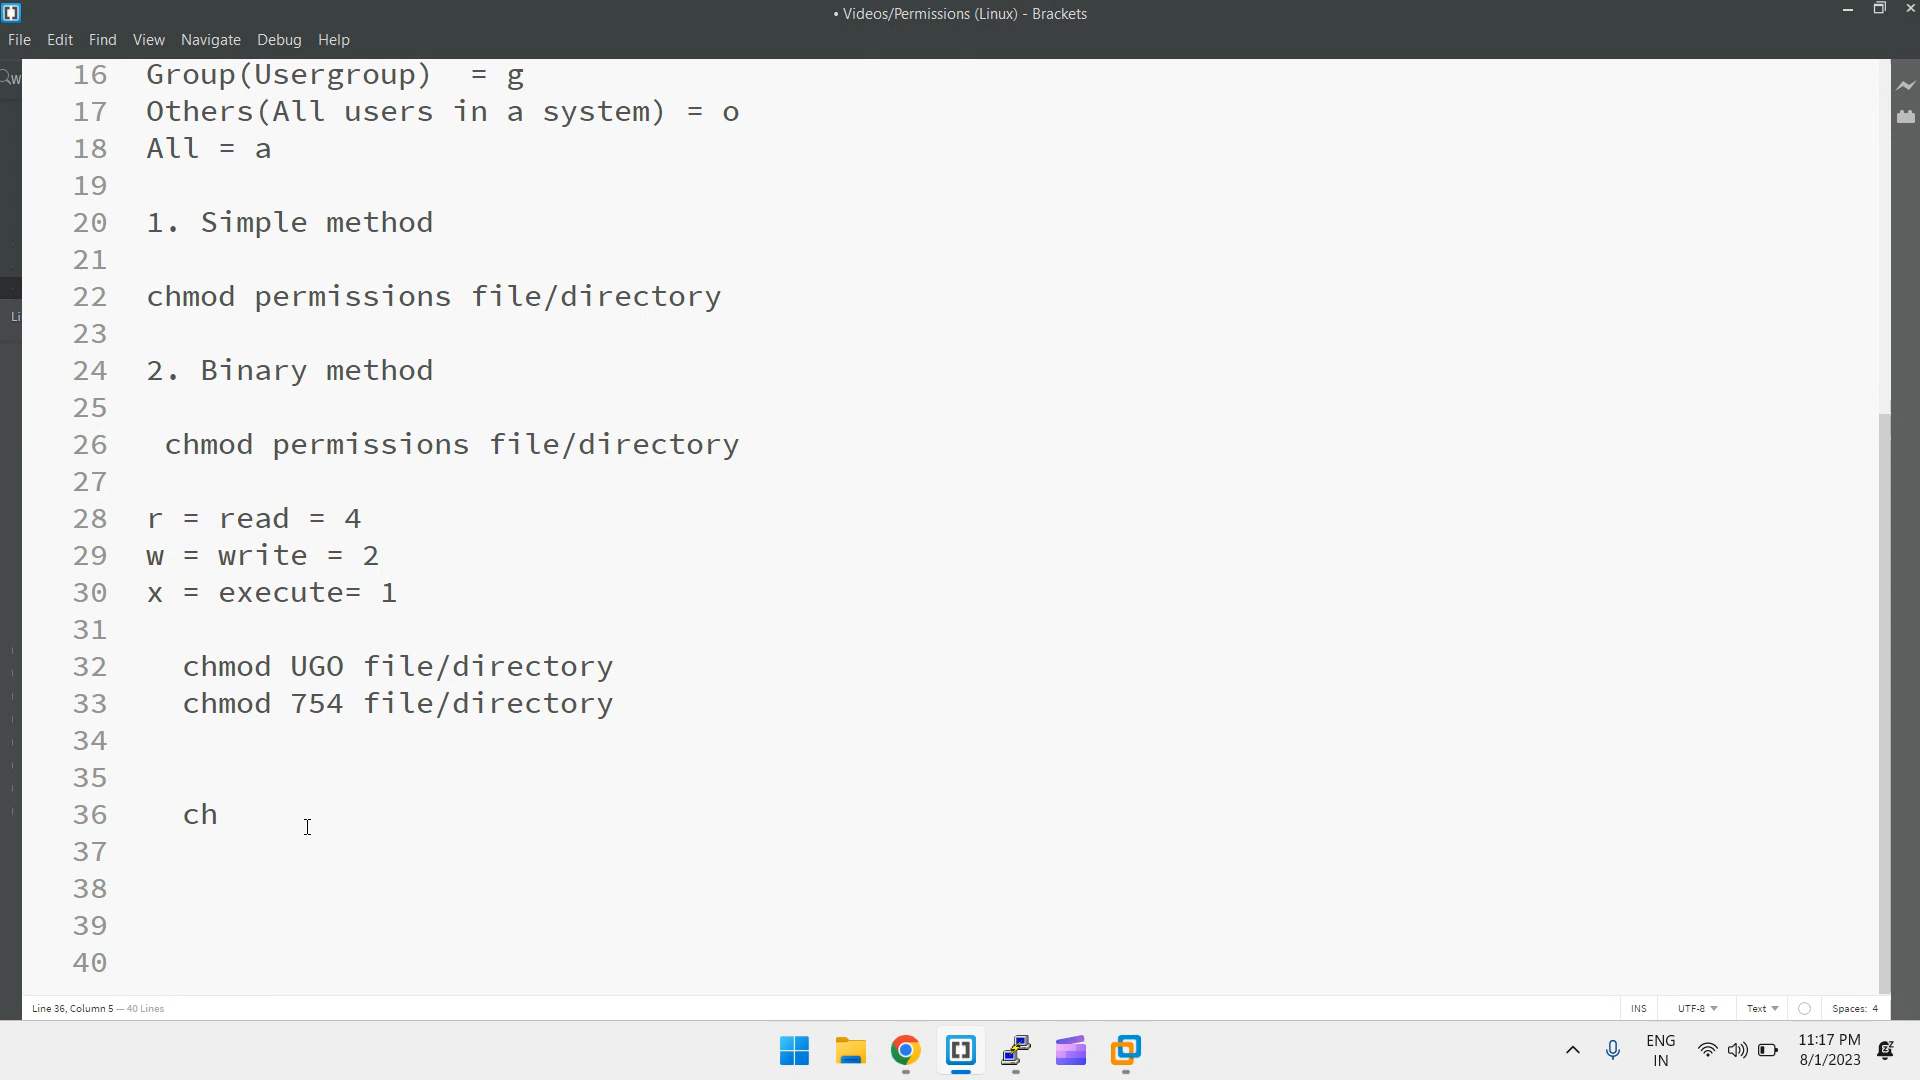 • Videos/Permissions (Linux) - Brackets
File Edit Find View Navigate Debug Help
16 Group(Usergroup)  = g
17 Others(All users in a system) = o
18 All = a
19
20 1. Simple method
21
22 chmod permissions file/directory
23
24 2. Binary method
25
26 chmod permissions file/directory
27
28 r = read = 4
29 w = write = 2
30 x = execute= 1
31
32 chmod UGO file/directory
33 chmod 754 file/directory
34
35
36 ch
37
38
39
40
Line 36, Column 5 — 40 Lines INS UTF-8 Text Spaces: 4
ENG 11:17 PM
IN 8/1/2023